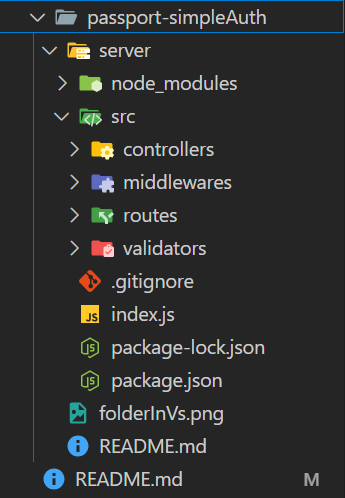 passport-simpleAuth
server
node_modules
src
controllers
middlewares
routes
validators
.gitignore
JS index.js
package-lock.json
package.json
folderInVs.png
README.md
README.md M